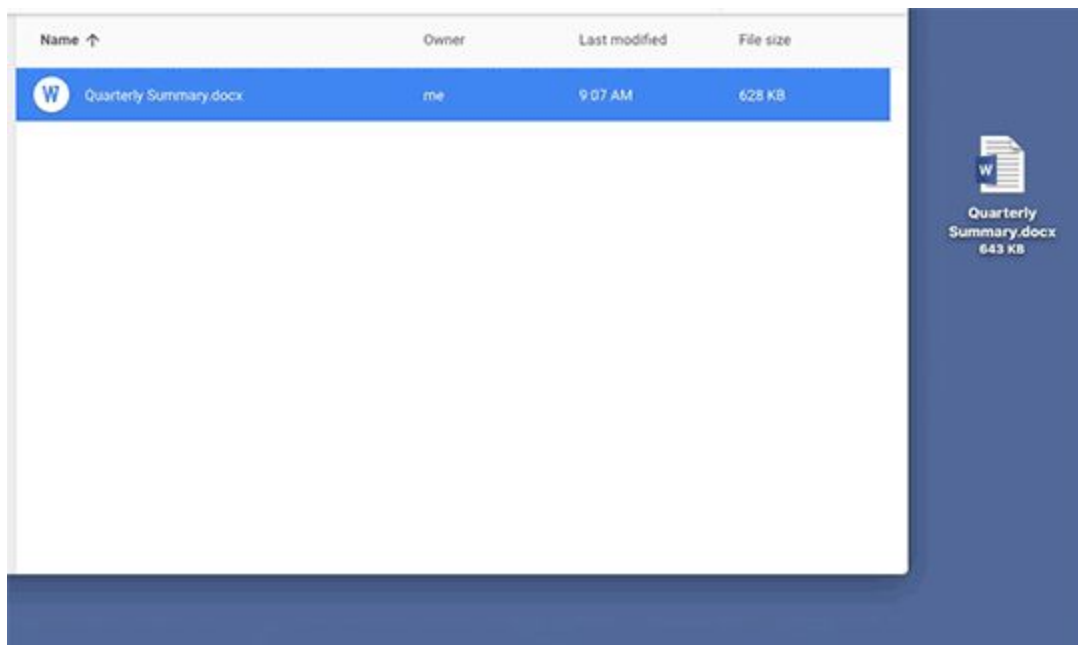 Name ↑ Owner Last modified File size
W Quarterly Summary.docx me 9:07 AM 628 KB
W
Quarterly
Summary.docx
643 KB